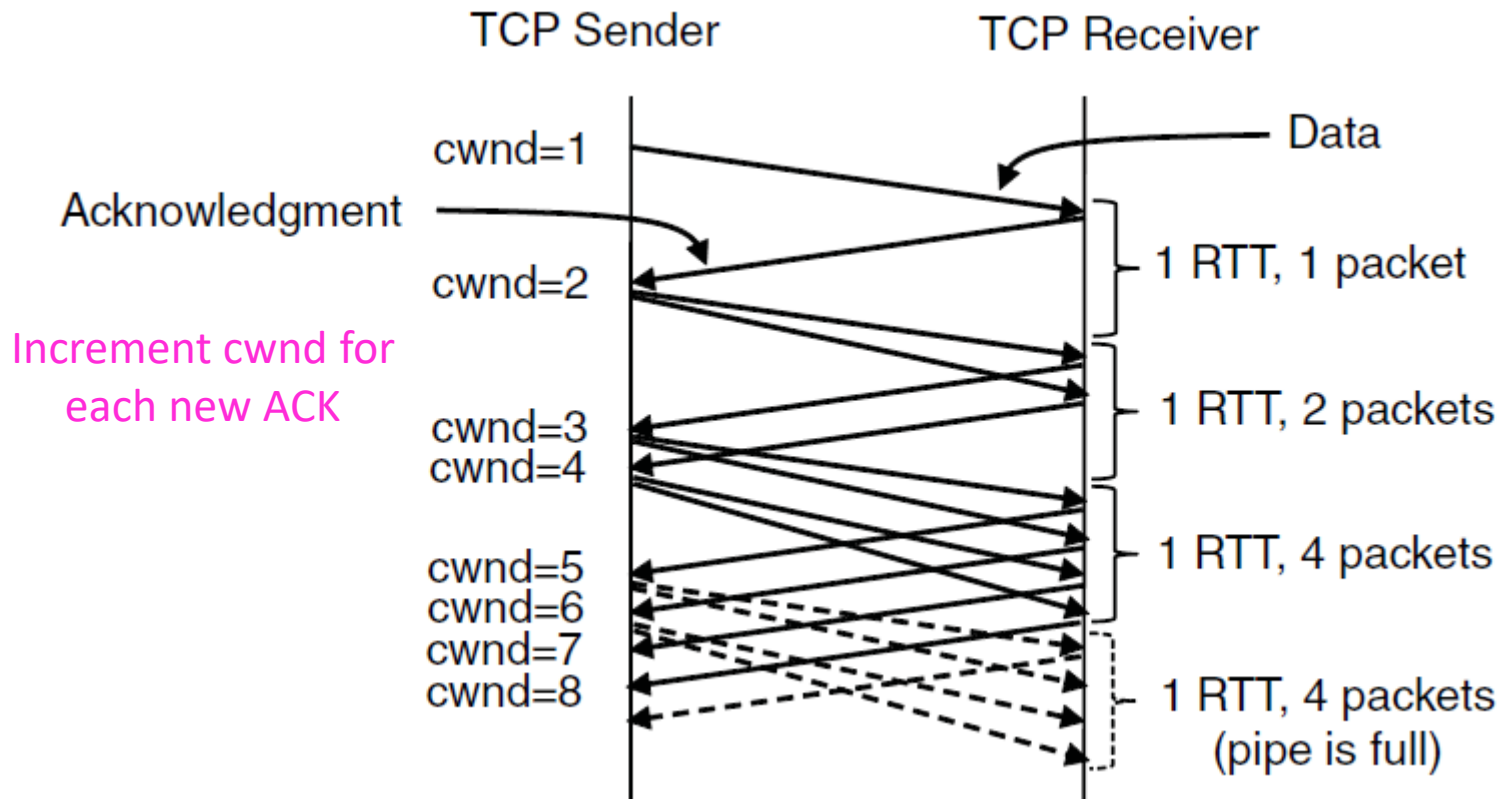 TCP Sender
TCP Receiver
cwnd=1
Data
Acknowledgment
1 RTT, 1 packet
cwnd=2
Increment cwnd for
each new ACK
1 RTT, 2 packets
cwnd=3
cwnd=4
1 RTT, 4 packets
cwnd=5
cwnd=6
cwnd=7
cwnd=8
1 RTT, 4 packets
(pipe is full)